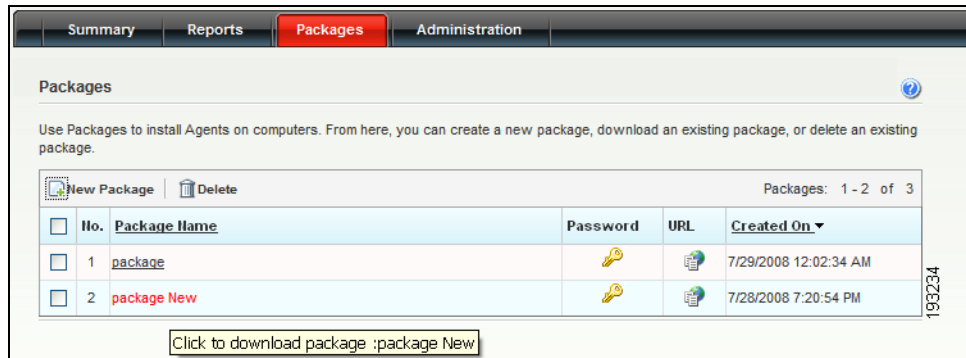 Summary Reports Packages Administration
Packages
Use Packages to install Agents on computers. From here, you can create a new package, download an existing package, or delete an existing
package.
New Package Delete Packages: 1 - 2 of 3
No. Package Name Password URL Created On
1 package 7/29/2008 12:02:34 AM
2 package New 7/28/2008 7:20:54 PM
Click to download package :package New
193234